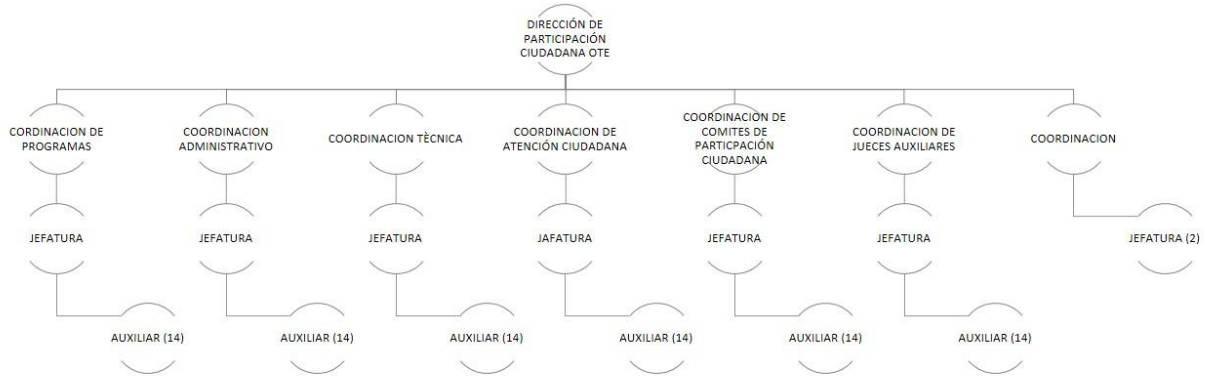 DIRECCIÓN DE
PARTICIPACIÓN
CIUDADANA OTE
CORDINACION DE
PROGRAMAS
COORDINACION
ADMINISTRATIVO
COORDINACION TÈCNICA
COORDINACION DE
ATENCIÓN CIUDADANA
COORDINACION DE
COMITES DE
PARTICPACIÓN
CIUDADANA
COORDINACION DE
JUECES AUXILIARES
COORDINACION
JEFATURA
JEFATURA
JEFATURA
JAFATURA
JEFATURA
JEFATURA
JEFATURA (2)
AUXILIAR (14)
AUXILIAR (14)
AUXILIAR (14)
AUXILIAR (14)
AUXILIAR (14)
AUXILIAR (14)